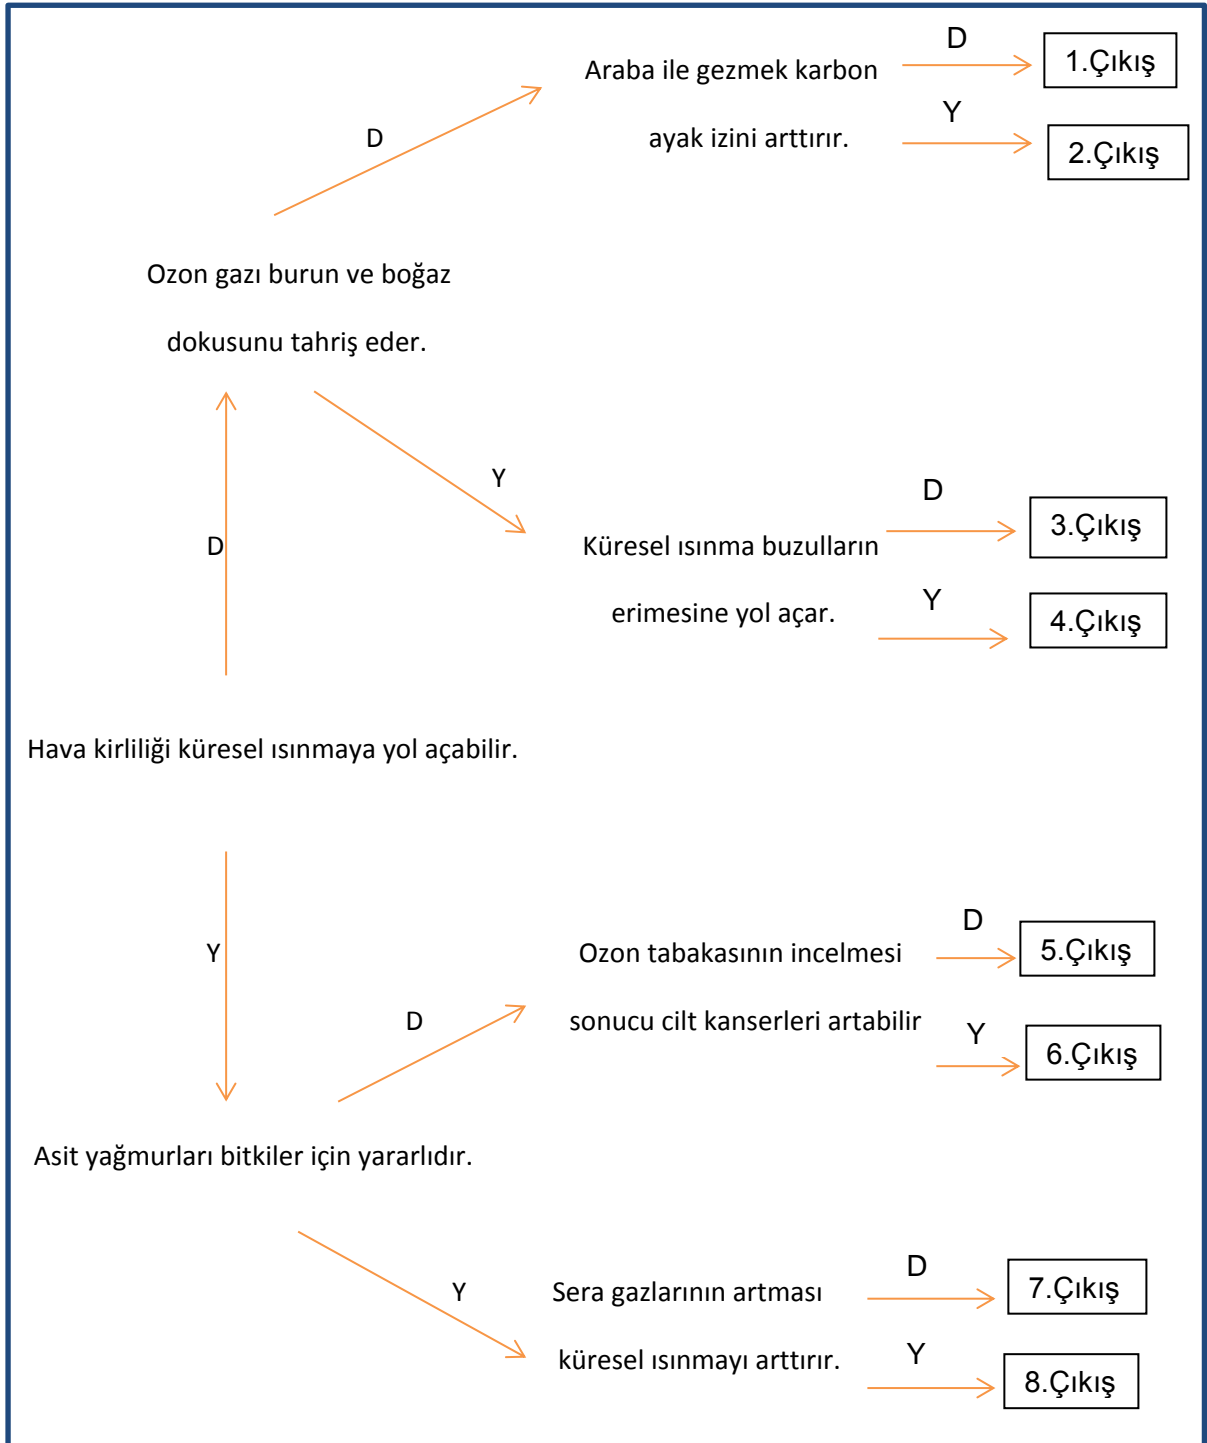 D
1.Çıkış
Araba ile gezmek karbon
D
Y
ayak izini arttırır.
2.Çıkış
Ozon gazı burun ve boğaz
dokusunu tahriş eder.
Y
D
3.Çıkış
D
Küresel ısınma buzulların
Y
erimesine yol açar.
4.Çıkış
Hava kirliliği küresel ısınmaya yol açabilir.
D
Y
Ozon tabakasının incelmesi
5.Çıkış
D
sonucu cilt kanserleri artabilir
Y
6.Çıkış
Asit yağmurları bitkiler için yararlıdır.
D
Y
Sera gazlarının artması
7.Çıkış
küresel ısınmayı arttırır.
Y
8.Çıkış